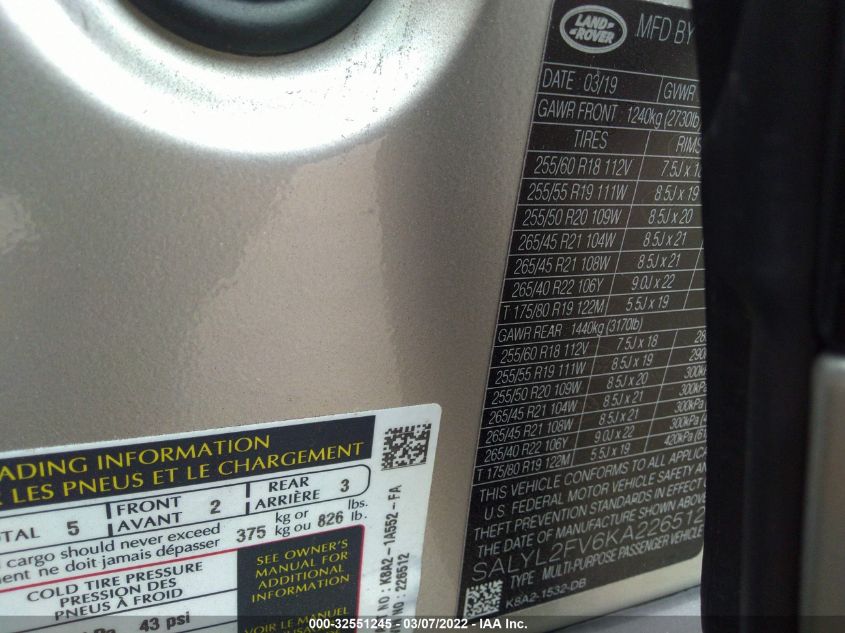 LAND-
-ROVER
MFD BY
DATE: 03/19 GVWR
GAWR FRONT: 1240kg (2730lb)
TIRES RIMS
255/60 R18 112V 7.5J x 18
255/55 R19 111W 8.5J x 19
255/50 R20 109W 8.5J x 20
265/45 R21 104W 8.5J x 21
265/45 R21 108W 8.5J x 21
265/40 R22 106Y 9.0J x 22
T 175/80 R19 122M 5.5J x 19
GAWR REAR 1440kg (3170lb)
255/60 R18 112V 7.5J x 18 28
255/55 R19 111W 8.5J x 19 290
255/50 R20 109W 8.5J x 20 300k
265/45 R21 104W 8.5J x 21 300kP
265/45 R21 108W 8.5J x 21 300kPa
265/40 R22 106Y 9.0J x 22 300kPa (4
T 175/80 R19 122M 5.5J x 19 420kPa (6
THIS VEHICLE CONFORMS TO ALL APPLIC
U.S. FEDERAL MOTOR VEHICLE SAFETY AN
THEFT PREVENTION STANDARDS IN EFFECT
THE DATE OF MANUFACTURE SHOWN ABOVE
SALYL2FV6KA226512
TYPE MULTI-PURPOSE PASSENGER VEHICLE
K8A2-1532-DB
ADING INFORMATION
LES PNEUS ET LE CHARGEMENT
TAL 5 FRONT AVANT 2 REAR ARRIÈRE 3
cargo should never exceed
ment ne doit jamais dépasser 375 kg or kg ou 826 lbs. lb.
COLD TIRE PRESSURE
PRESSION DES
PNEUS À FROID
43 psi
SEE OWNER'S
MANUAL FOR
ADDITIONAL
INFORMATION
VOIR LE MANUEL
NO : K8A2 - 1A552 - FA
NO : 226512
000-32551245 - 03/07/2022 - IAA Inc.